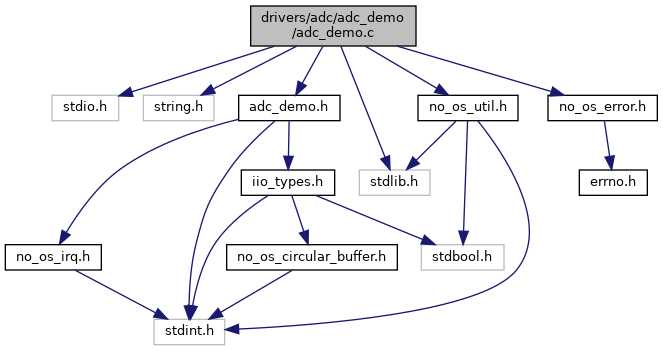 drivers/adc/adc_demo
/adc_demo.c
stdio.h
string.h
adc_demo.h
no_os_util.h
no_os_error.h
iio_types.h
stdlib.h
errno.h
no_os_irq.h
no_os_circular_buffer.h
stdbool.h
stdint.h